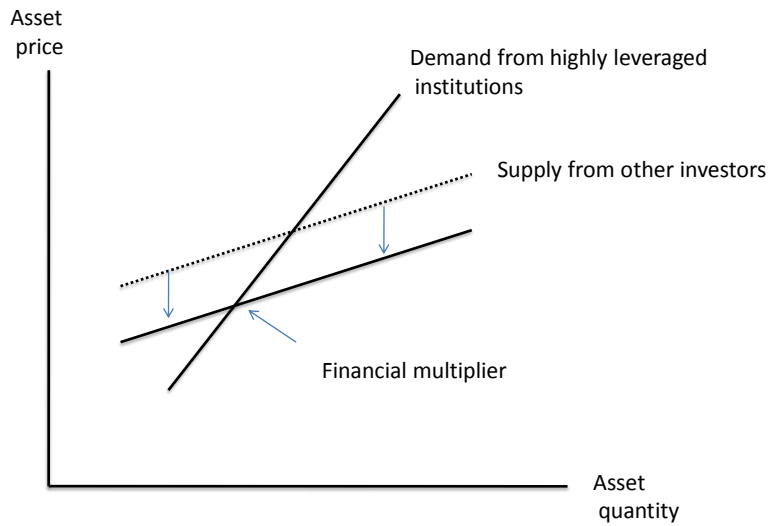 Asset
price
Demand from highly leveraged
institutions
Supply from other investors
Financial multiplier
Asset
quantity